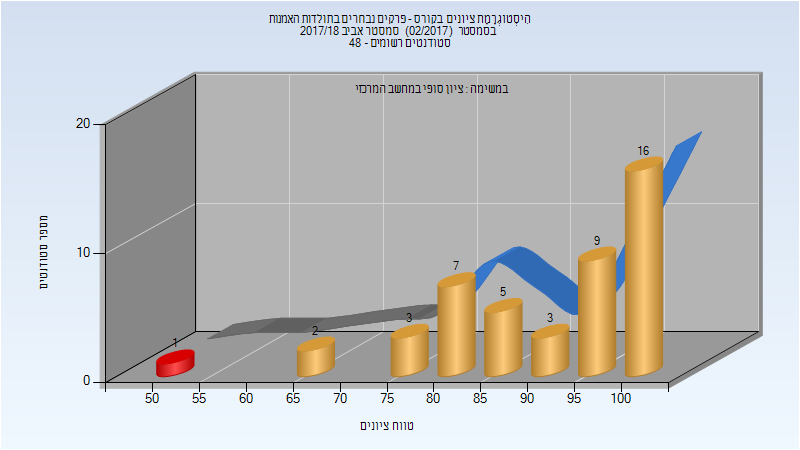 היסטוגרמת ציונים בקורס - פרקים נבחרים בתולדות האמנות
בסמסטר (02/2017) סמסטר אביב 2017/18
סטודנטים רשומים - 48
במשימה : ציון סופי במחשב המרכזי
מספר סטודנטים
20
10
0
1
2
3
7
5
3
9
16
50 55 60 65 70 75 80 85 90 95 100
טווח ציונים